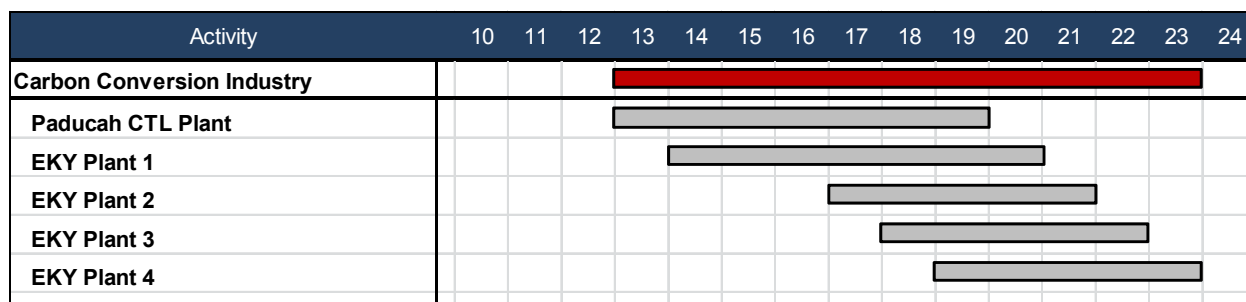 Activity 10 11 12 13 14 15 16 17 18 19 20 21 22 23 24
Carbon Conversion Industry
Paducah CTL Plant
EKY Plant 1
EKY Plant 2
EKY Plant 3
EKY Plant 4